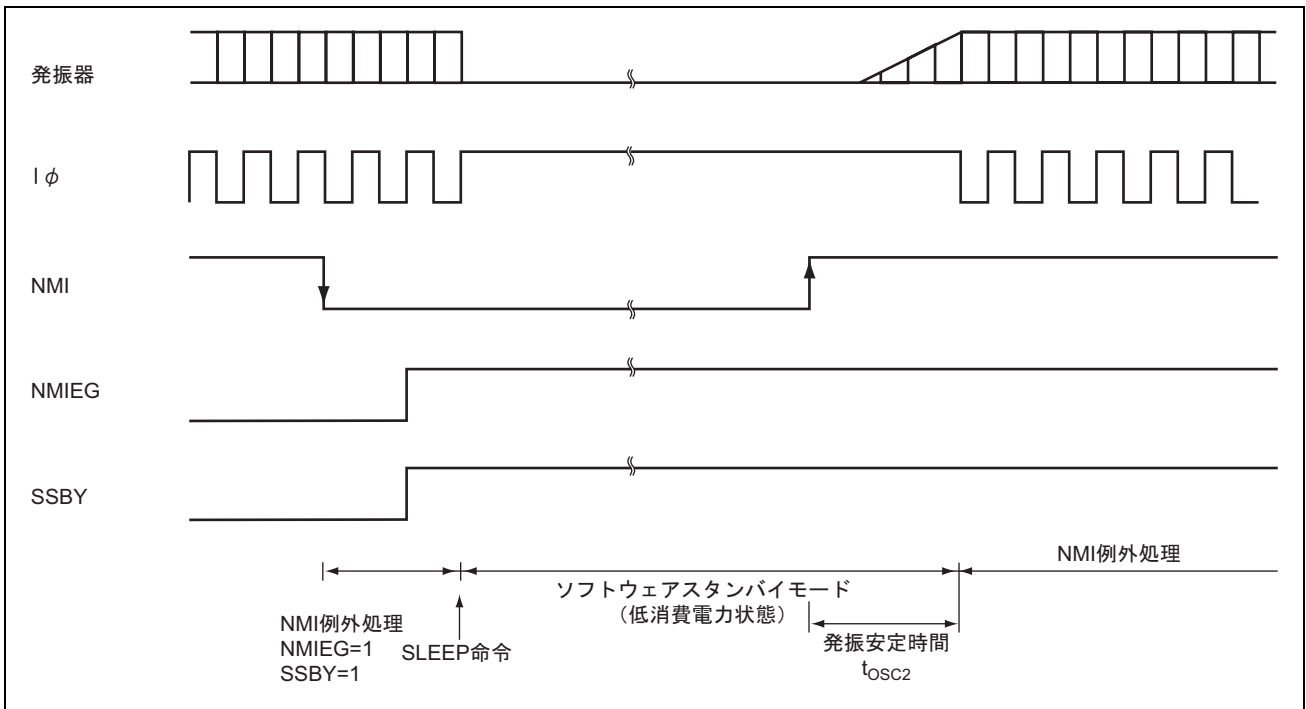 発振器
Iφ
NMI
NMIEG
SSBY
NMI例外処理
NMIEG=1
SSBY=1
SLEEP命令
ソフトウェアスタンバイモード
（低消費電力状態）
発振安定時間
tOSC2
NMI例外処理